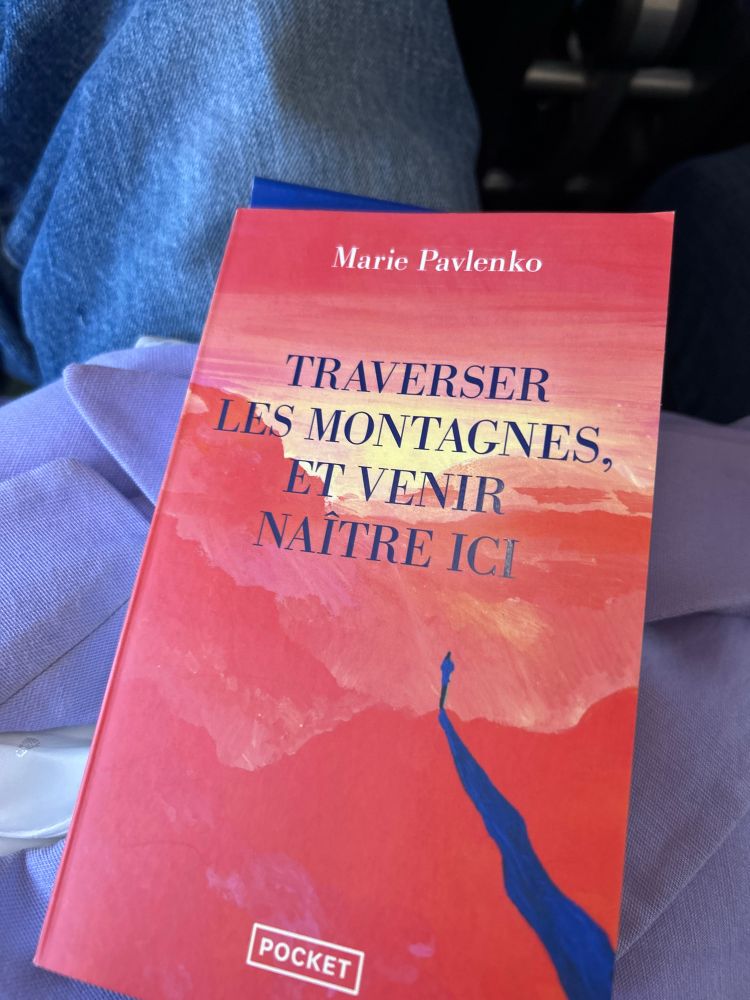 Marie Pavlenko
TRAVERSER
LES MONTAGNES,
ET VENIR
NAÎTRE ICI
POCKET